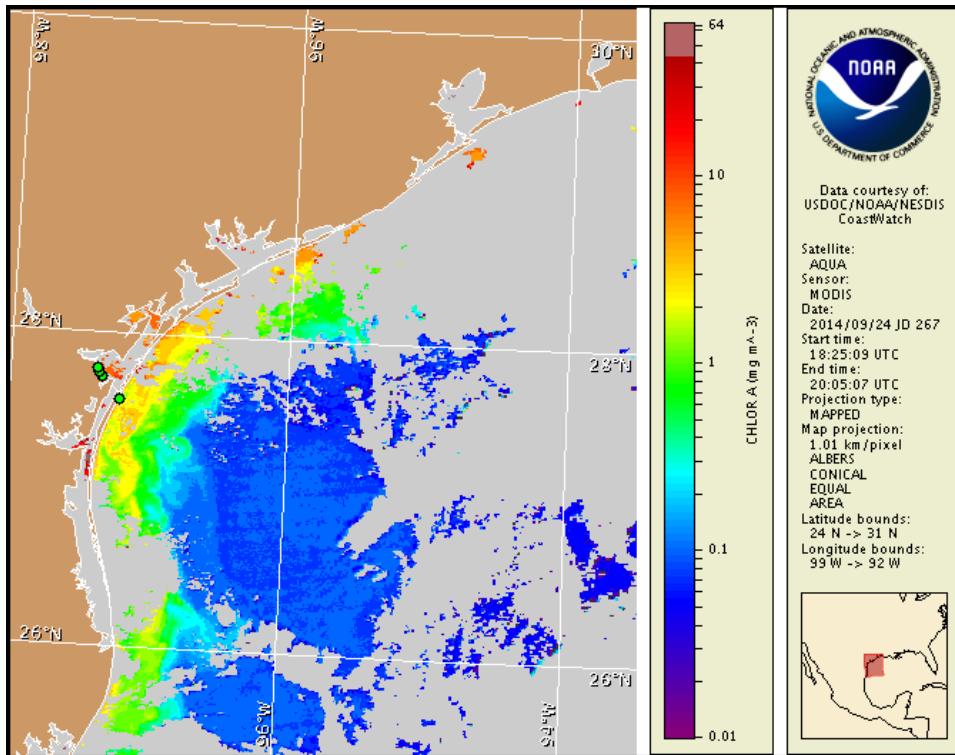 98°W
96°W
30°N
28°N
28°N
26°N
26°N
96°W
94°W
64
10
1
0.1
0.01
CHLOR A (mg m^-3)
NATIONAL OCEANIC AND ATMOSPHERIC ADMINISTRATION
NOAA
U.S. DEPARTMENT OF COMMERCE
Data courtesy of:
USDOC/NOAA/NESDIS
CoastWatch
Satellite:
AQUA
Sensor:
MODIS
Date:
2014/09/24 JD 267
Start time:
18:25:09 UTC
End time:
20:05:07 UTC
Projection type:
MAPPED
Map projection:
1.01 km/pixel
ALBERS
CONICAL
EQUAL
AREA
Latitude bounds:
24 N -> 31 N
Longitude bounds:
99 W -> 92 W